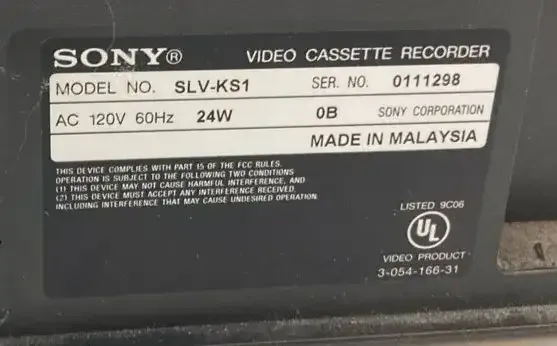 SONY® VIDEO CASSETTE RECORDER
MODEL NO. SLV-KS1 SER. NO. 0111298
AC 120V 60Hz 24W 0B SONY CORPORATION
MADE IN MALAYSIA
THIS DEVICE COMPLIES WITH PART 15 OF THE FCC RULES.
OPERATION IS SUBJECT TO THE FOLLOWING TWO CONDITIONS
(1) THIS DEVICE MAY NOT CAUSE HARMFUL INTERFERENCE, AND
(2) THIS DEVICE MUST ACCEPT ANY INTERFERENCE RECEIVED,
INCLUDING INTERFERENCE THAT MAY CAUSE UNDESIRED OPERATION.
LISTED 9C06
UL
VIDEO PRODUCT
3-054-166-31